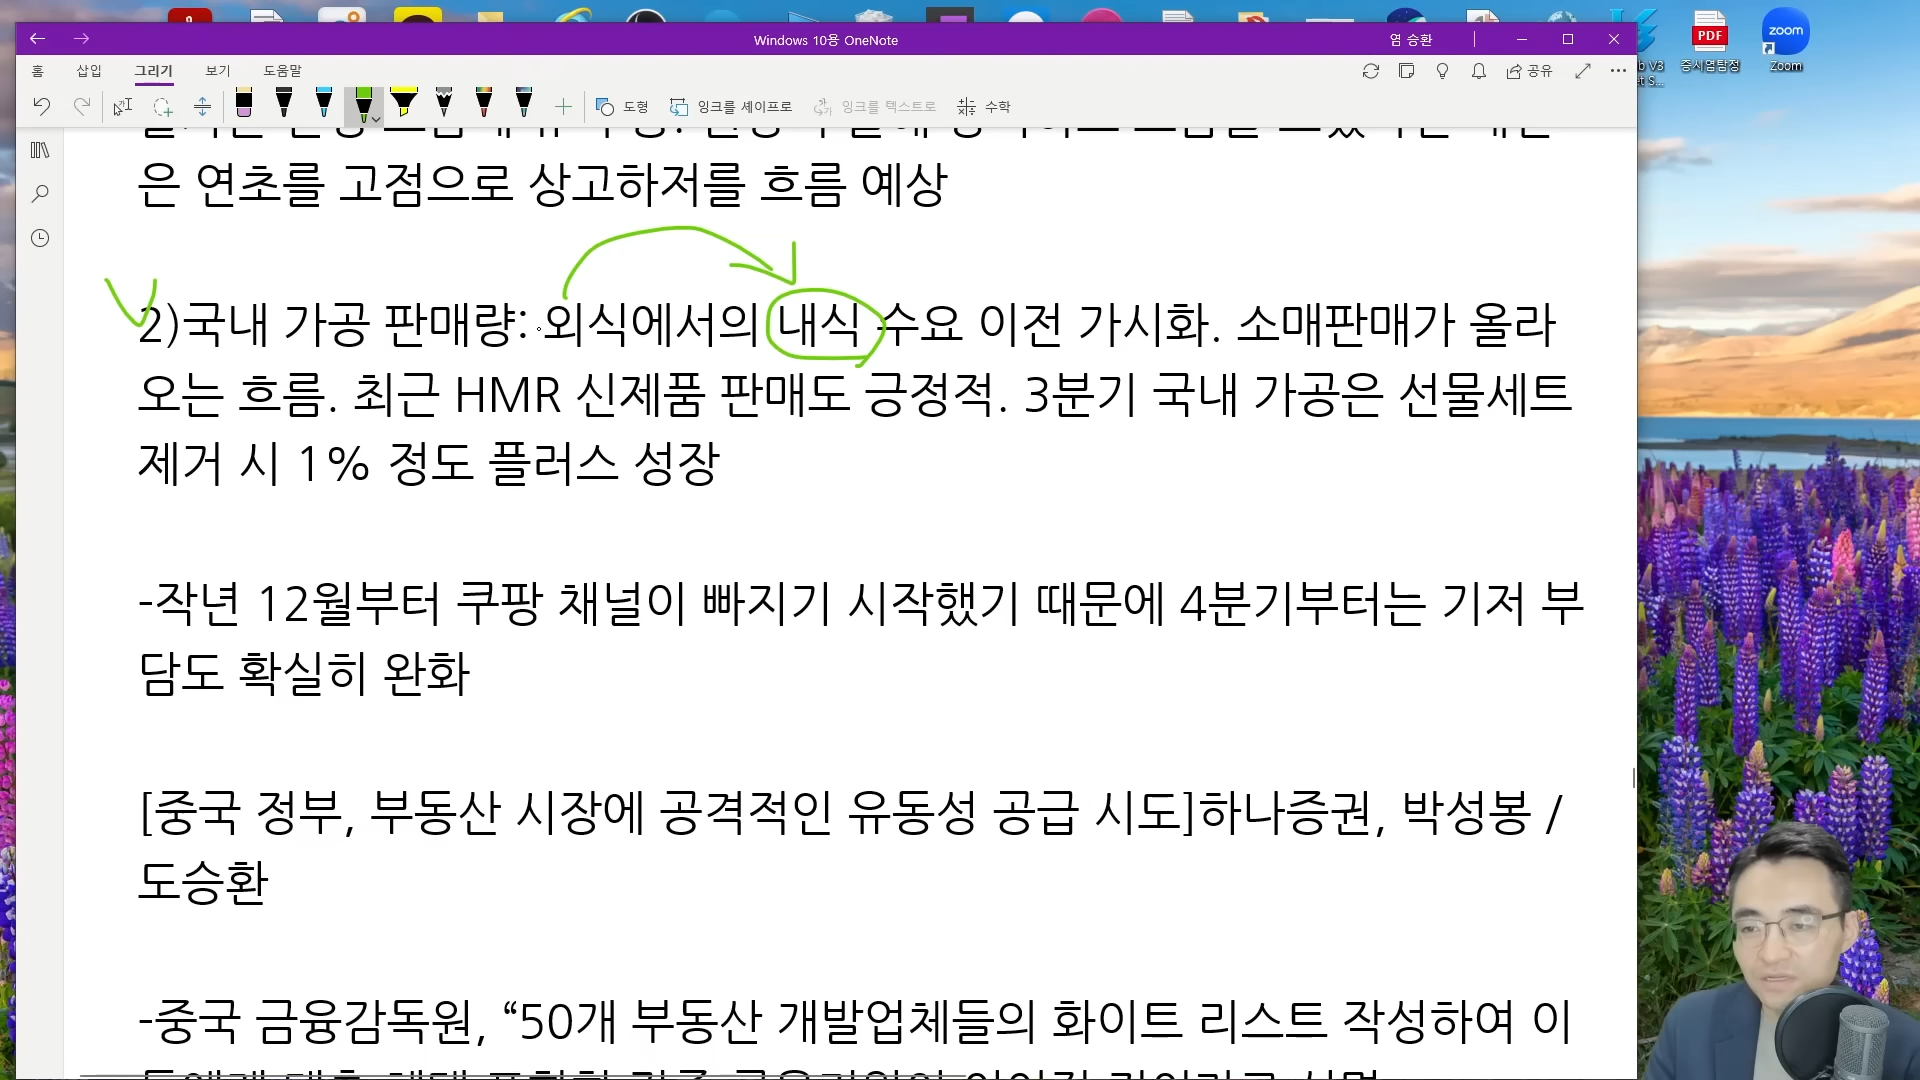 PDF
zoom
b V3
et S...
증시염탐정
Zoom
Windows 10용 OneNote
염 승환
홈 삽입 그리기 보기 도움말
공유
도형 잉크를 셰이프로 잉크를 텍스트로 수학
은 연초를 고점으로 상고하저를 흐름 예상
2)국내 가공 판매량: 외식에서의 내식 수요 이전 가시화. 소매판매가 올라
오는 흐름. 최근 HMR 신제품 판매도 긍정적. 3분기 국내 가공은 선물세트
제거 시 1% 정도 플러스 성장
-작년 12월부터 쿠팡 채널이 빠지기 시작했기 때문에 4분기부터는 기저 부
담도 확실히 완화
[중국 정부, 부동산 시장에 공격적인 유동성 공급 시도]하나증권, 박성봉 /
도승환
-중국 금융감독원, “50개 부동산 개발업체들의 화이트 리스트 작성하여 이